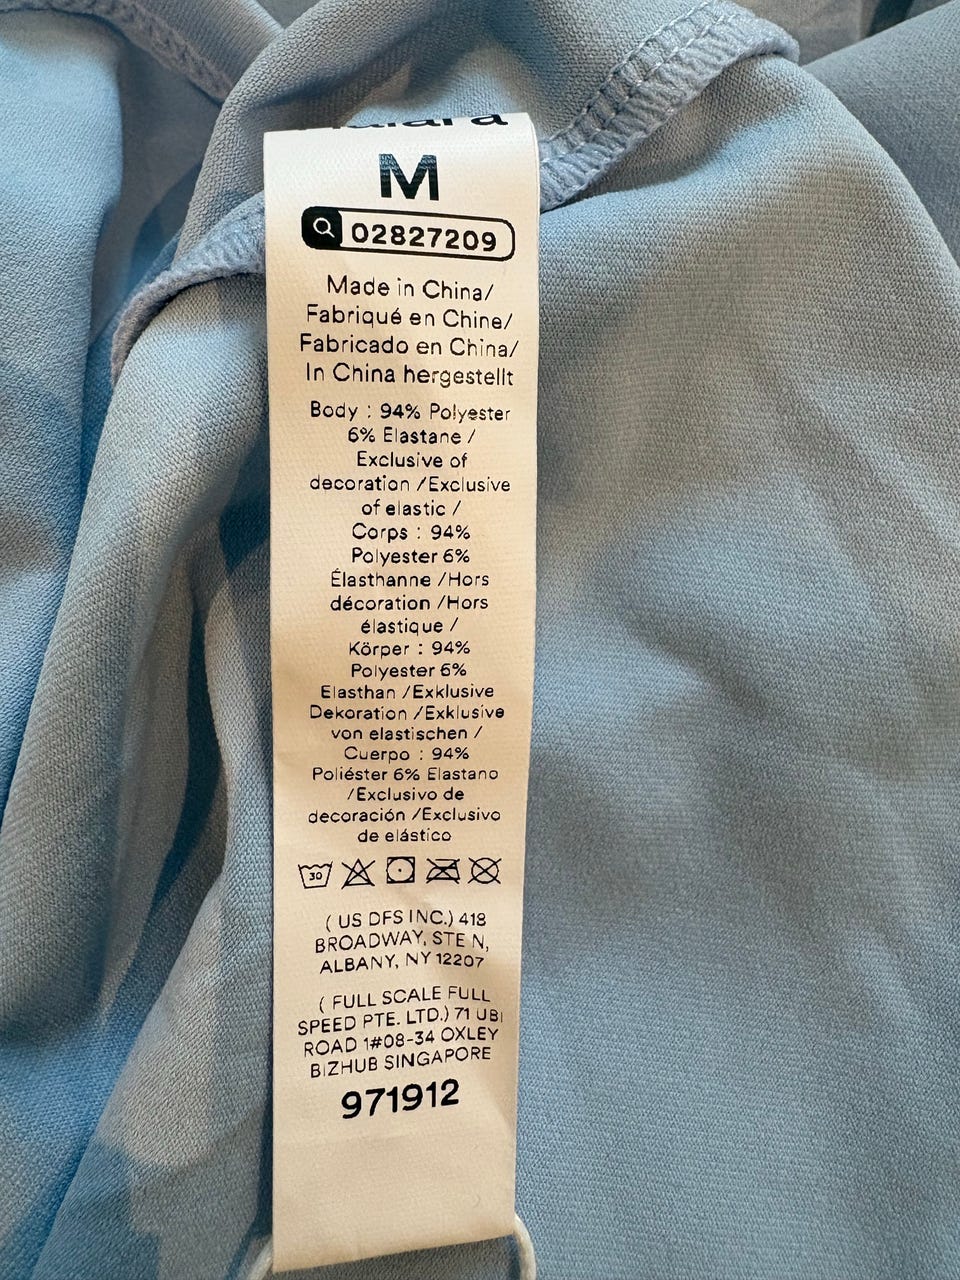 M
02827209
Made in China/
Fabriqué en Chine/
Fabricado en China/
In China hergestellt
Body : 94% Polyester
6% Elastane /
Exclusive of
decoration /Exclusive
of elastic /
Corps : 94%
Polyester 6%
Élasthanne /Hors
décoration /Hors
élastique /
Körper : 94%
Polyester 6%
Elasthan /Exklusive
Dekoration /Exklusive
von elastischen /
Cuerpo : 94%
Poliéster 6% Elastano
/Exclusivo de
decoración /Exclusivo
de elástico
30
( US DFS INC.) 418
BROADWAY, STE N,
ALBANY, NY 12207
( FULL SCALE FULL
SPEED PTE. LTD.) 71 UBI
ROAD 1#08-34 OXLEY
BIZHUB SINGAPORE
971912